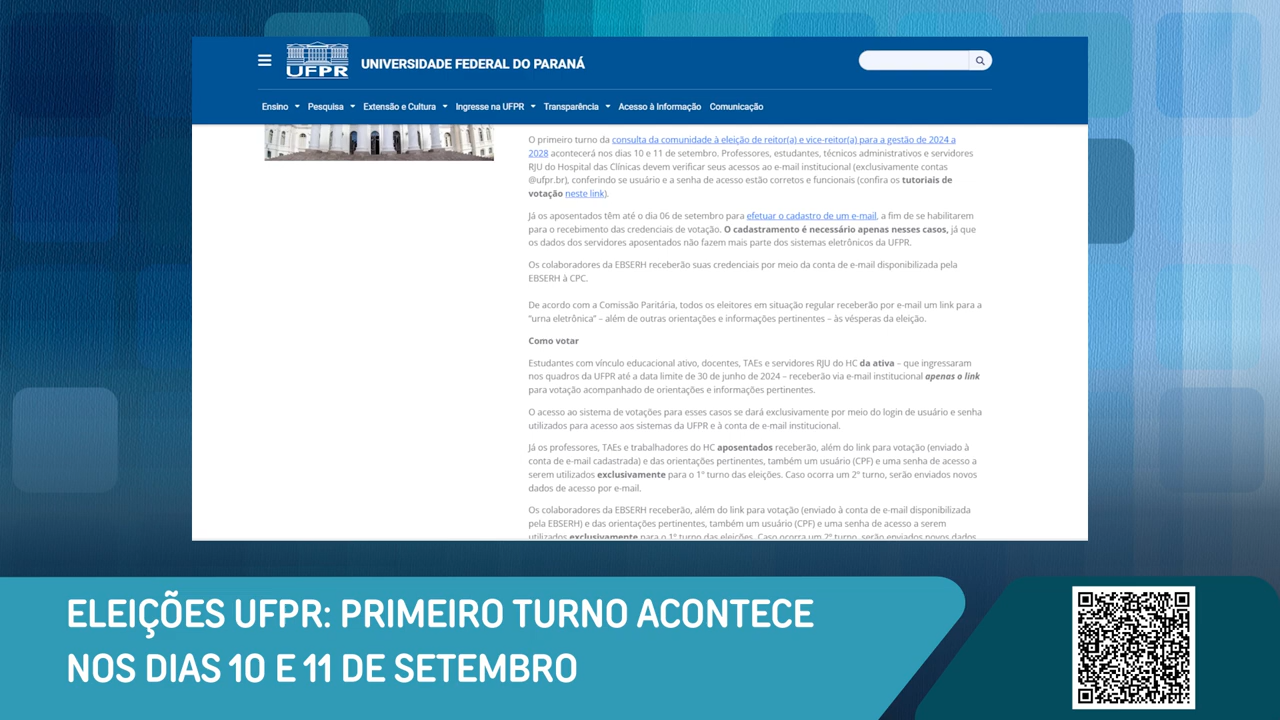 UFPR
UNIVERSIDADE FEDERAL DO PARANÁ
Ensino Pesquisa Extensão e Cultura Ingresse na UFPR Transparência Acesso à Informação Comunicação
O primeiro turno da consulta da comunidade à eleição de reitor(a) e vice-reitor(a) para a gestão de 2024 a
2028 acontecerá nos dias 10 e 11 de setembro. Professores, estudantes, técnicos administrativos e servidores
RJU do Hospital das Clínicas devem verificar seus acessos ao e-mail institucional (exclusivamente contas
@ufpr.br), conferindo se usuário e a senha de acesso estão corretos e funcionais (confira os tutoriais de
votação neste link).
Já os aposentados têm até o dia 06 de setembro para efetuar o cadastro de um e-mail, a fim de se habilitarem
para o recebimento das credenciais de votação. O cadastramento é necessário apenas nesses casos, já que
os dados dos servidores aposentados não fazem mais parte dos sistemas eletrônicos da UFPR.
Os colaboradores da EBSERH receberão suas credenciais por meio da conta de e-mail disponibilizada pela
EBSERH à CPC.
De acordo com a Comissão Paritária, todos os eleitores em situação regular receberão por e-mail um link para a
“urna eletrônica” – além de outras orientações e informações pertinentes – às vésperas da eleição.
Como votar
Estudantes com vínculo educacional ativo, docentes, TAEs e servidores RJU do HC da ativa – que ingressaram
nos quadros da UFPR até a data limite de 30 de junho de 2024 – receberão via e-mail institucional apenas o link
para votação acompanhado de orientações e informações pertinentes.
O acesso ao sistema de votações para esses casos se dará exclusivamente por meio do login de usuário e senha
utilizados para acesso aos sistemas da UFPR e à conta de e-mail institucional.
Já os professores, TAEs e trabalhadores do HC aposentados receberão, além do link para votação (enviado à
conta de e-mail cadastrada) e das orientações pertinentes, também um usuário (CPF) e uma senha de acesso a
serem utilizados exclusivamente para o 1º turno das eleições. Caso ocorra um 2º turno, serão enviados novos
dados de acesso por e-mail.
Os colaboradores da EBSERH receberão, além do link para votação (enviado à conta de e-mail disponibilizada
pela EBSERH) e das orientações pertinentes, também um usuário (CPF) e uma senha de acesso a serem
utilizados exclusivamente para o 1º turno das eleições. Caso ocorra um 2º turno, serão enviados novos dados
ELEIÇÕES UFPR: PRIMEIRO TURNO ACONTECE
NOS DIAS 10 E 11 DE SETEMBRO